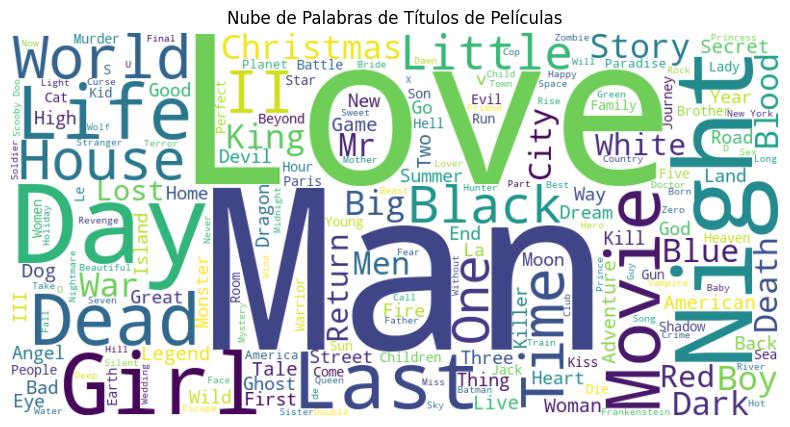 Nube de Palabras de Títulos de Películas
World
Christmas
Little
Story
Secret
Love
II
Life
House
King
Mr
City
White
Night
Blood
Day
Man
Big
Black
Movie
Blue
Death
Dead
Girl
Last
Time
One
Red
Boy
Dark
War
Lost
Home
Island
Dog
Great
III
Angel
People
Bad
Eye
Water
Legend
Wild
Ghost
First
Tale
Earth
Street
America
Come
Queen
Children
Three
Thing
Live
Killer
Return
Men
Fire
Sun
Room
Monster
Dragon
Devil
Summer
Game
New
Evil
Run
Son
Go
Hell
Two
Star
Battle
Planet
Beyond
Hour
Paris
Perfect
Murder
Final
Now
Light
Curse
Cat
Kid
Good
High
Wolf
Stranger
Terror
Soldier
Scooby Doo
Women
Holiday
Le
Revenge
Beautiful
Nightmare
Take
Seven
Fall
Hill
Silent
Deep
Wedding
Face
Escape
Sister
Double
de
Miss
Sky
Batman
Jack
Heart
Woman
Die
Kiss
Frankenstein
Adventure
American
Back
Sea
River
Hot
Shadow
Crime
Song
Gun
Baby
Vampire
God
Heaven
Kill
Way
Dream
Moon
End
La
Young
Warrior
Mystery
Midnight
Never
Wind
Beast
Fear
Call
Father
Without
Club
Train
Hero
Prince
Guy
Hunter
Part
Best
Lover
Mother
Sweet
Bride
Dawn
Child
Town
Cop
Friend
Space
Happy
Rise
Zombie
Will
Paradise
Green
Family
Brother
Road
Land
Five
Doctor
Born
Zero
Country
Journey
Year
Lady
Princess
Rock
New York
Sex
Long
D
V
X
S
U
O